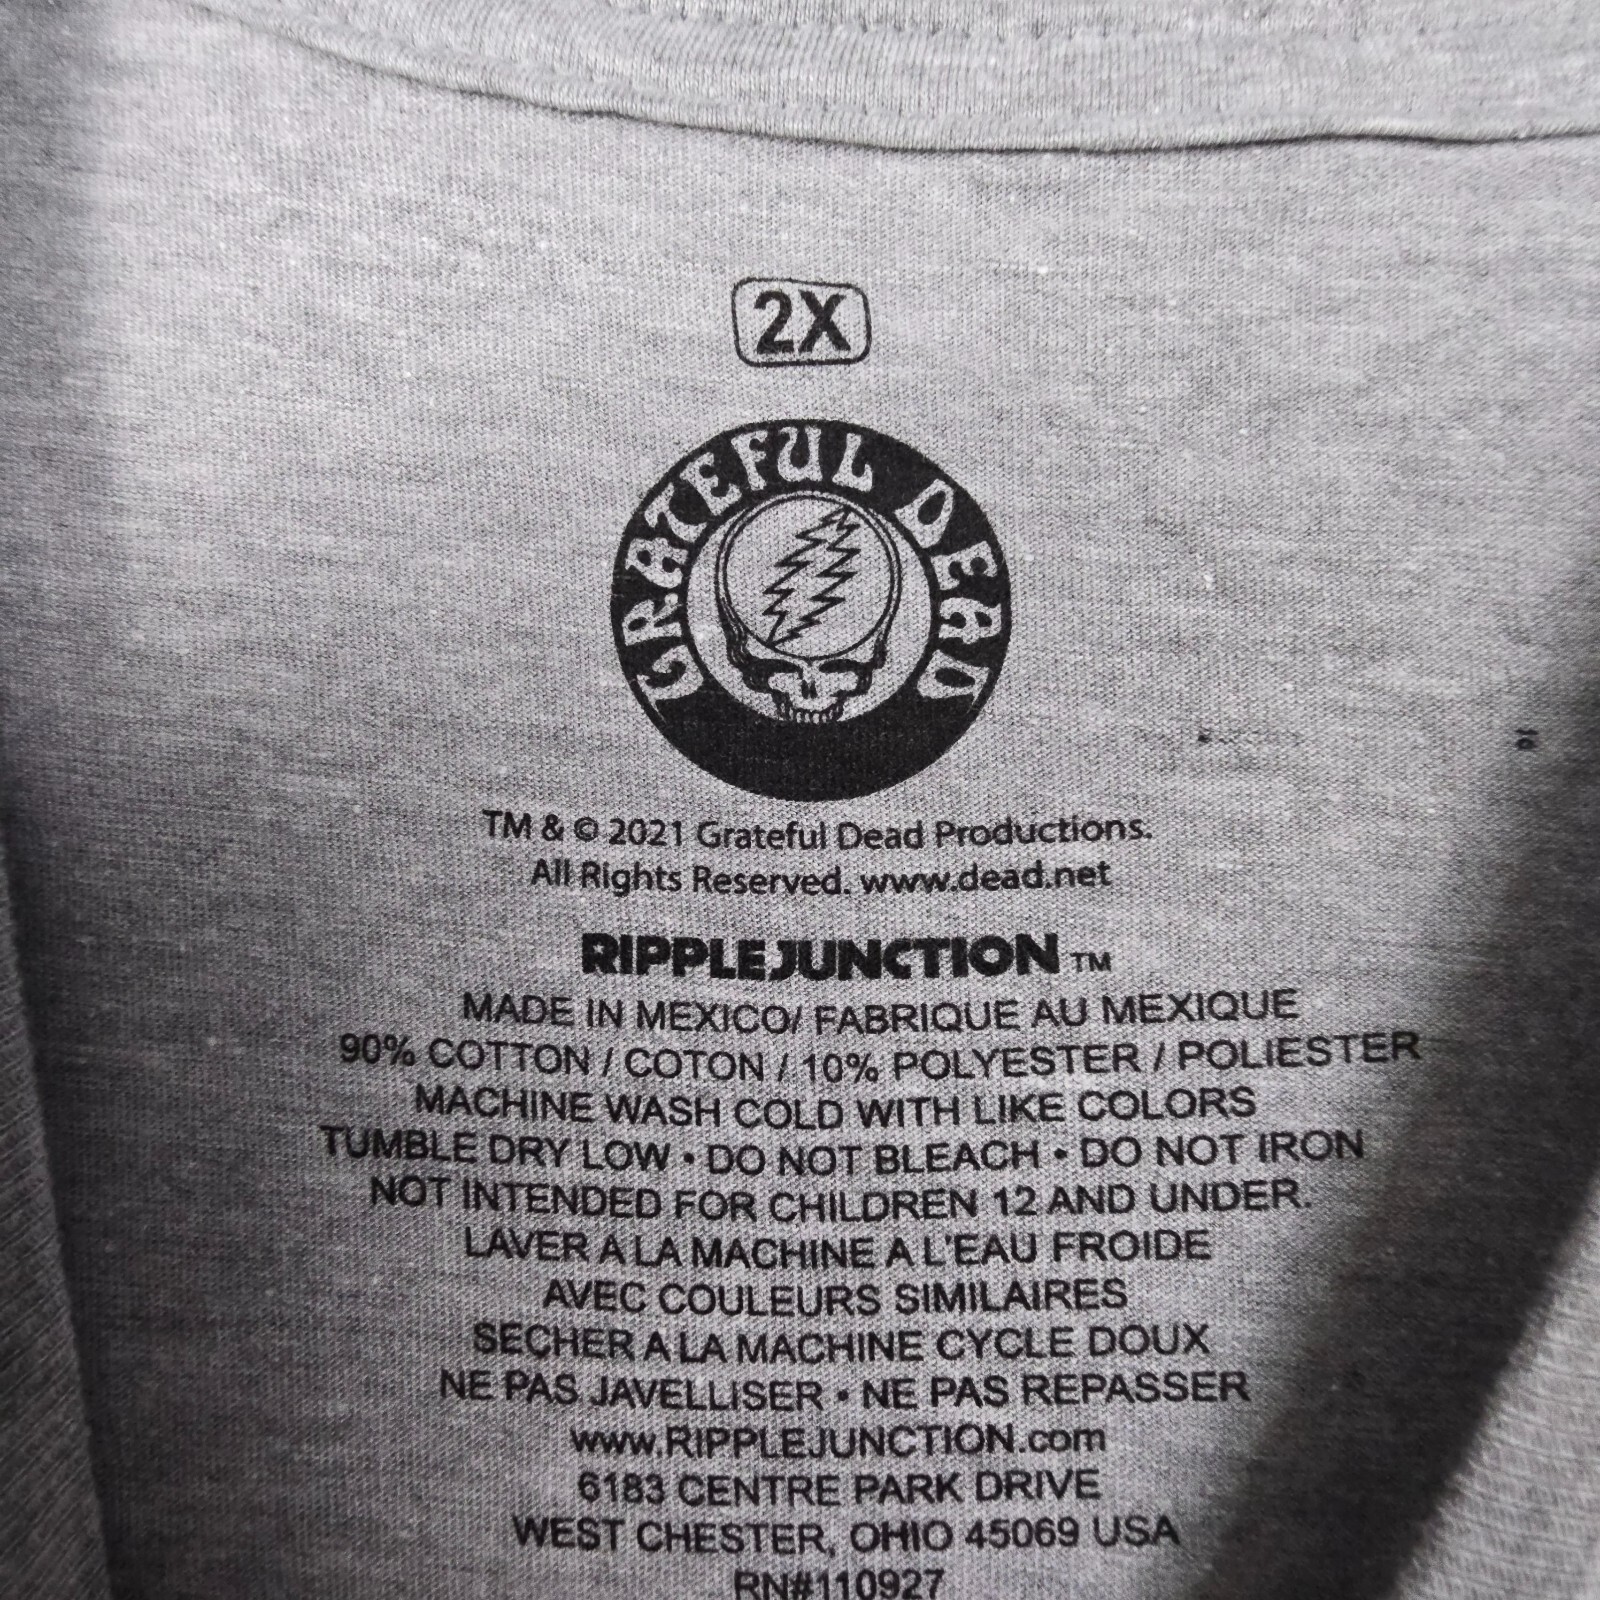 2X
GRATEFUL DEAD
TM & © 2021 Grateful Dead Productions.
All Rights Reserved. www.dead.net
RIPPLE JUNCTION TM
MADE IN MEXICO/ FABRIQUE AU MEXIQUE
90% COTTON / COTON / 10% POLYESTER / POLIESTER
MACHINE WASH COLD WITH LIKE COLORS
TUMBLE DRY LOW • DO NOT BLEACH • DO NOT IRON
NOT INTENDED FOR CHILDREN 12 AND UNDER.
LAVER A LA MACHINE A L'EAU FROIDE
AVEC COULEURS SIMILAIRES
SECHER A LA MACHINE CYCLE DOUX
NE PAS JAVELLISER • NE PAS REPASSER
www.RIPPLEJUNCTION.com
6183 CENTRE PARK DRIVE
WEST CHESTER, OHIO 45069 USA
RN#110927